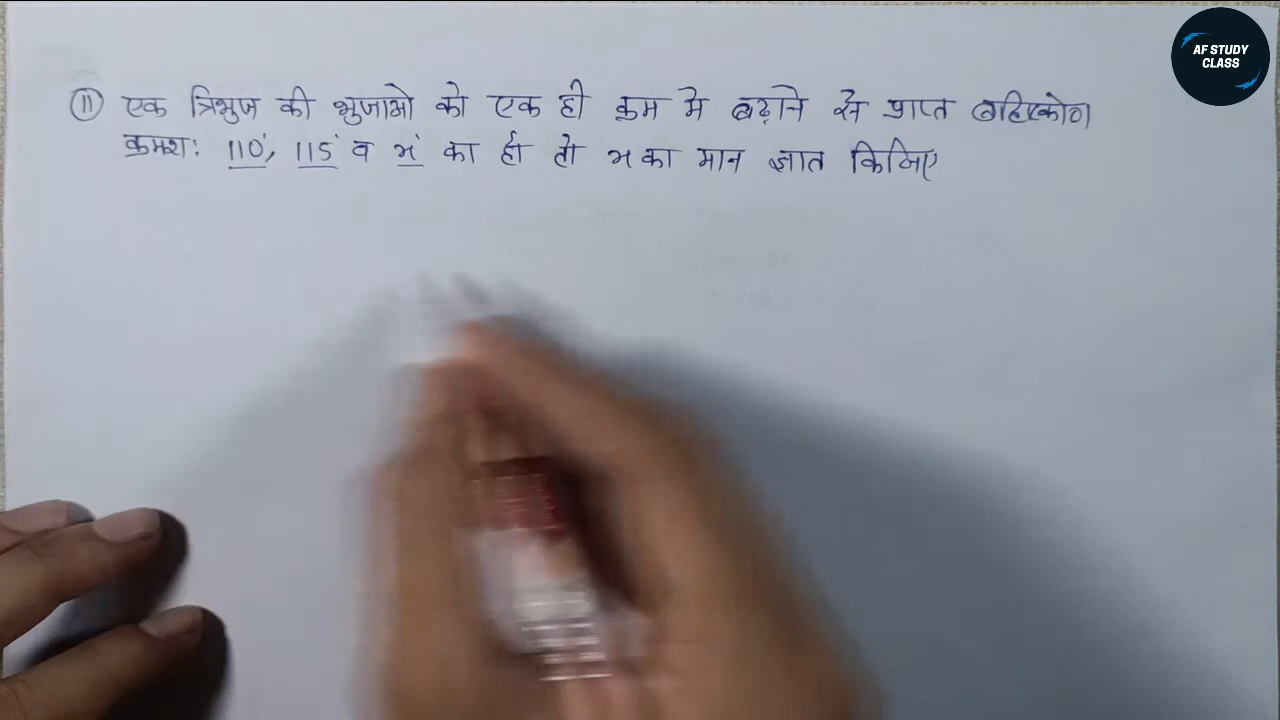 AF STUDY
CLASS
⑪ एक त्रिभुज की भुजाओ को एक ही क्रम मे बढ़ाने से प्राप्त बहिष्कोण
क्रमश: 110°, 115° व x° का हो तो x का मान ज्ञात किजिए